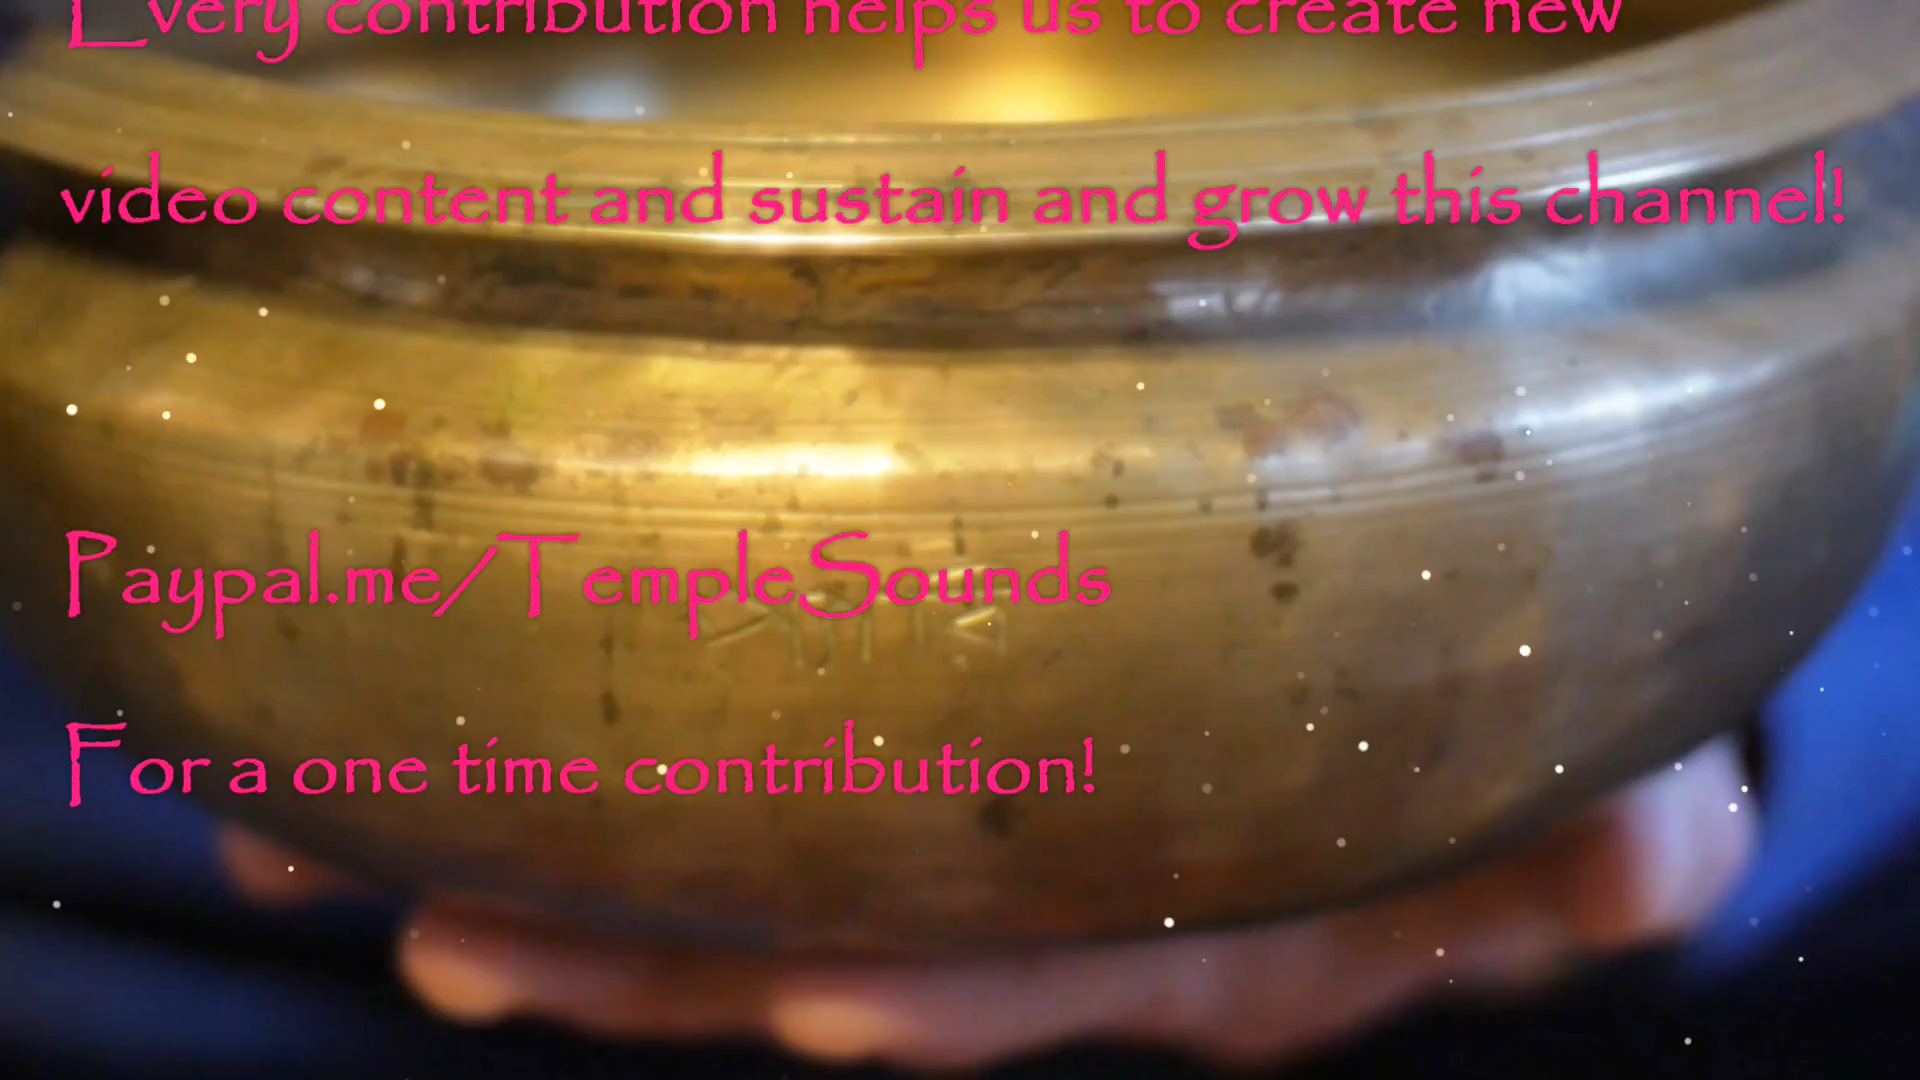 Every contribution helps us to create new
video content and sustain and grow this channel!
Paypal.me/TempleSounds
For a one time contribution!